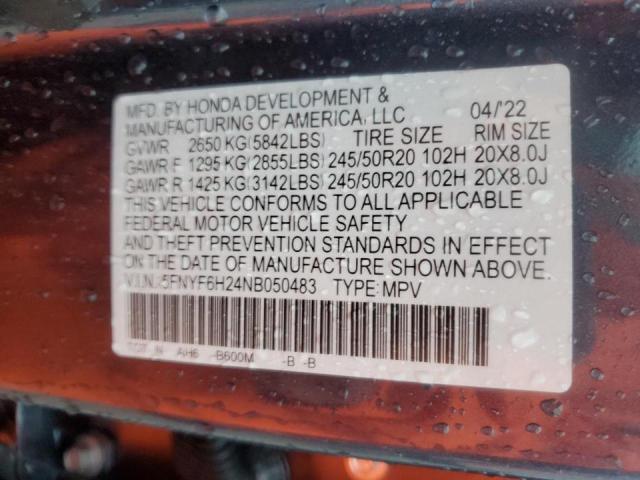 MFD. BY HONDA DEVELOPMENT & 04/'22
MANUFACTURING OF AMERICA, LLC
GVWR 2650 KG(5842LBS) TIRE SIZE RIM SIZE
GAWR F 1295 KG(2855LBS) 245/50R20 102H 20X8.0J
GAWR R 1425 KG(3142LBS) 245/50R20 102H 20X8.0J
THIS VEHICLE CONFORMS TO ALL APPLICABLE
FEDERAL MOTOR VEHICLE SAFETY
AND THEFT PREVENTION STANDARDS IN EFFECT
ON THE DATE OF MANUFACTURE SHOWN ABOVE.
V.I.N.:5FNYF6H24NB050483 TYPE:MPV
-B600M -B -B